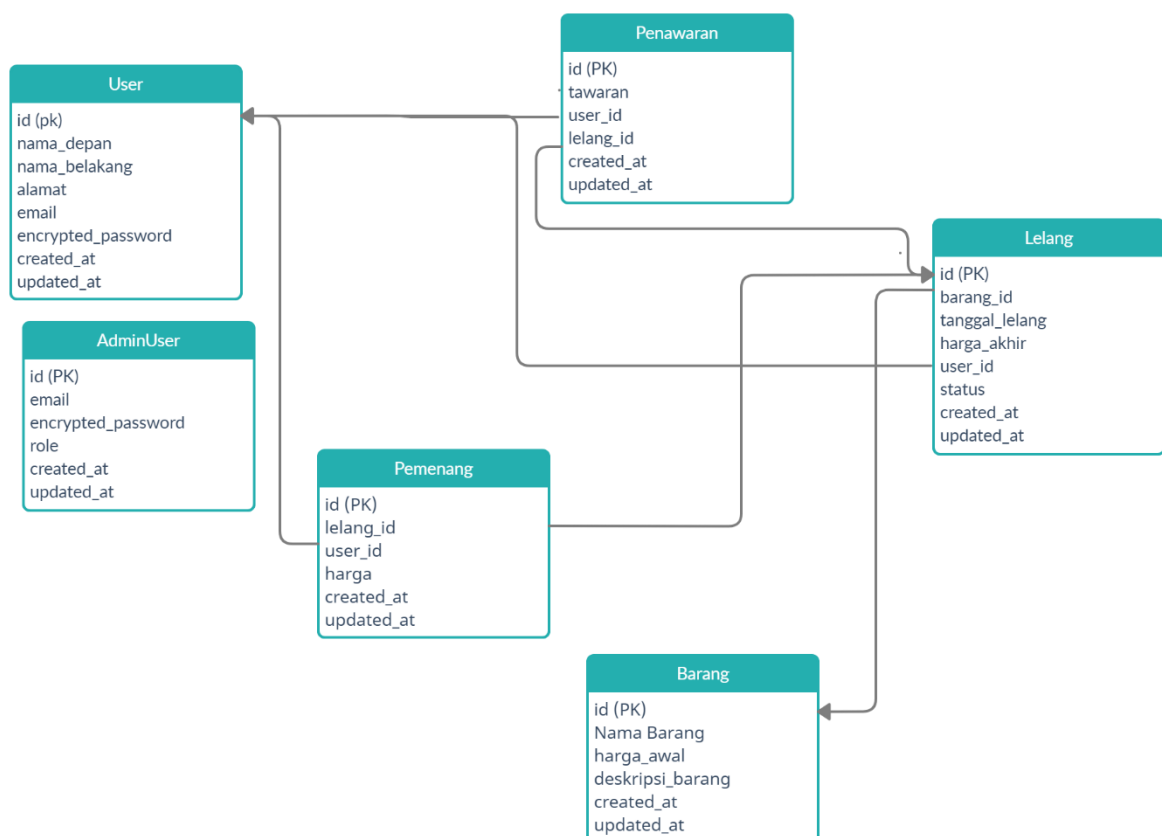 User
id (pk)
nama_depan
nama_belakang
alamat
email
encrypted_password
created_at
updated_at
AdminUser
id (PK)
email
encrypted_password
role
created_at
updated_at
Penawaran
id (PK)
tawaran
user_id
lelang_id
created_at
updated_at
Lelang
id (PK)
barang_id
tanggal_lelang
harga_akhir
user_id
status
created_at
updated_at
Pemenang
id (PK)
lelang_id
user_id
harga
created_at
updated_at
Barang
id (PK)
Nama Barang
harga_awal
deskripsi_barang
created_at
updated_at